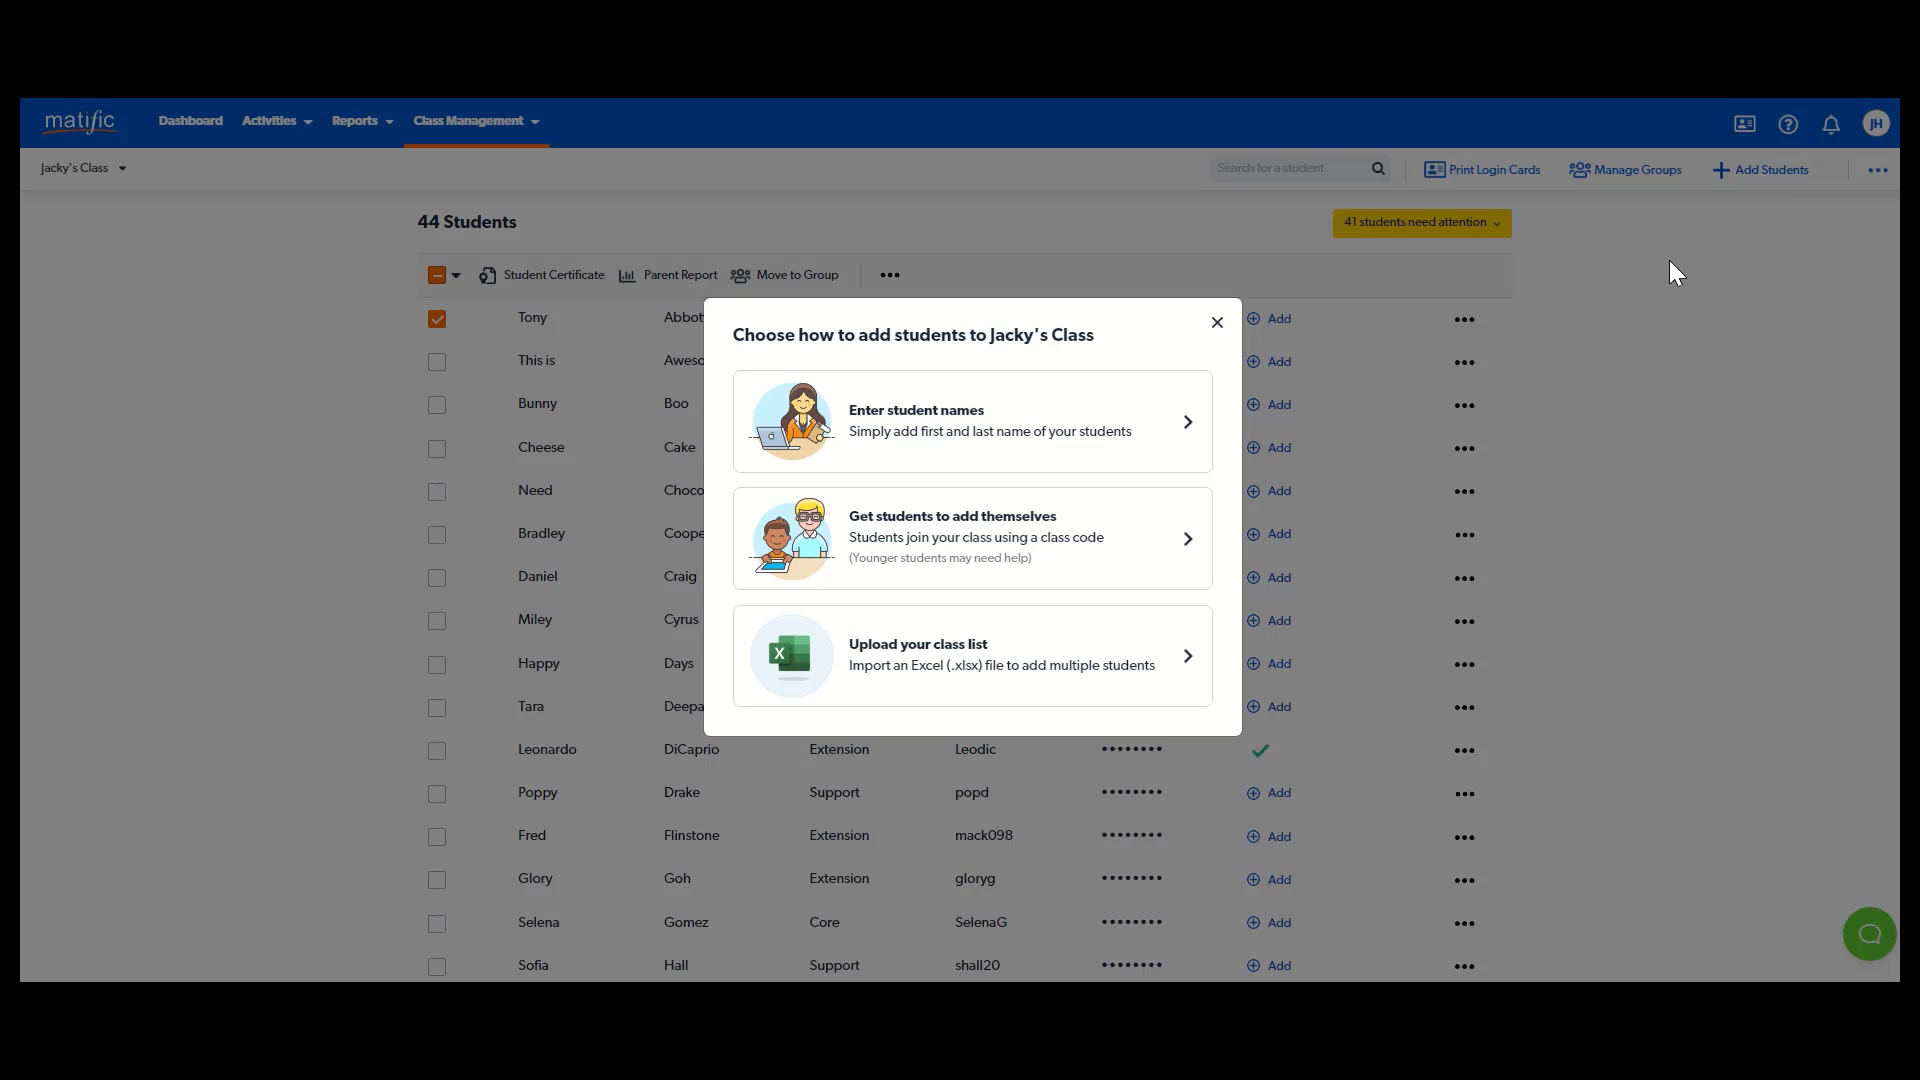 matific Dashboard Activities Reports Class Management JH
Jacky's Class Search for a student Print Login Cards Manage Groups Add Students
44 Students 41 students need attention
Student Certificate Parent Report Move to Group
Choose how to add students to Jacky's Class
Enter student names
Simply add first and last name of your students
Get students to add themselves
Students join your class using a class code
(Younger students may need help)
Upload your class list
Import an Excel (.xlsx) file to add multiple students
X
Tony Abbot Add
This is Aweso Add
Bunny Boo Add
Cheese Cake Add
Need Choco Add
Bradley Coope Add
Daniel Craig Add
Miley Cyrus Add
Happy Days Add
Tara Deepa Add
Leonardo DiCaprio Extension Leodic ••••••••
Poppy Drake Support popd •••••••• Add
Fred Flinstone Extension mack098 •••••••• Add
Glory Goh Extension gloryg •••••••• Add
Selena Gomez Core SelenaG •••••••• Add
Sofia Hall Support shall20 •••••••• Add